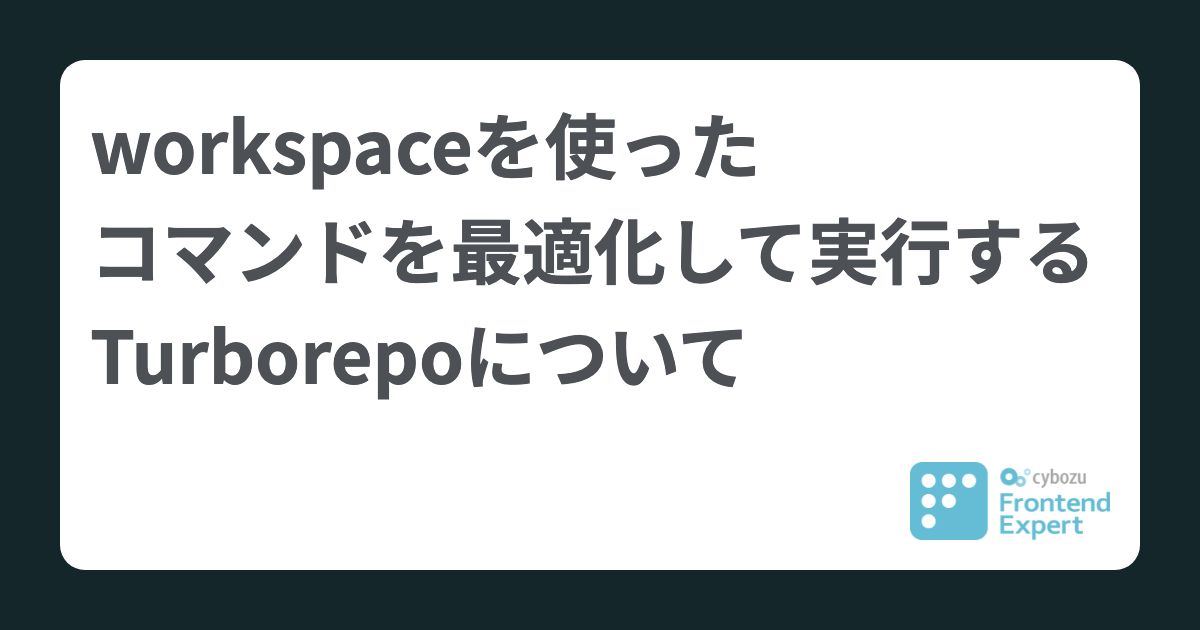 workspaceを使った
コマンドを最適化して実行する
Turborepoについて
cybozu
Frontend
Expert